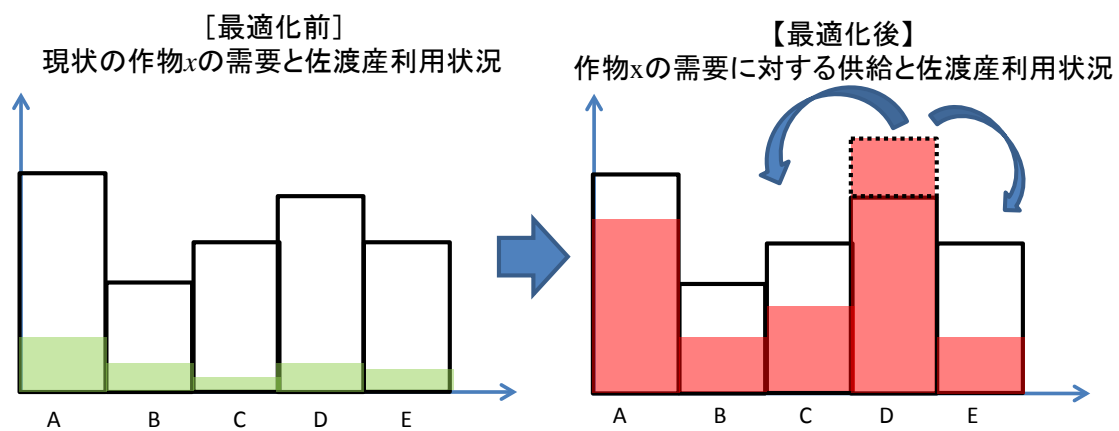 [最適化前]
現状の作物xの需要と佐渡産利用状況
A B C D E
【最適化後】
作物xの需要に対する供給と佐渡産利用状況
A B C D E